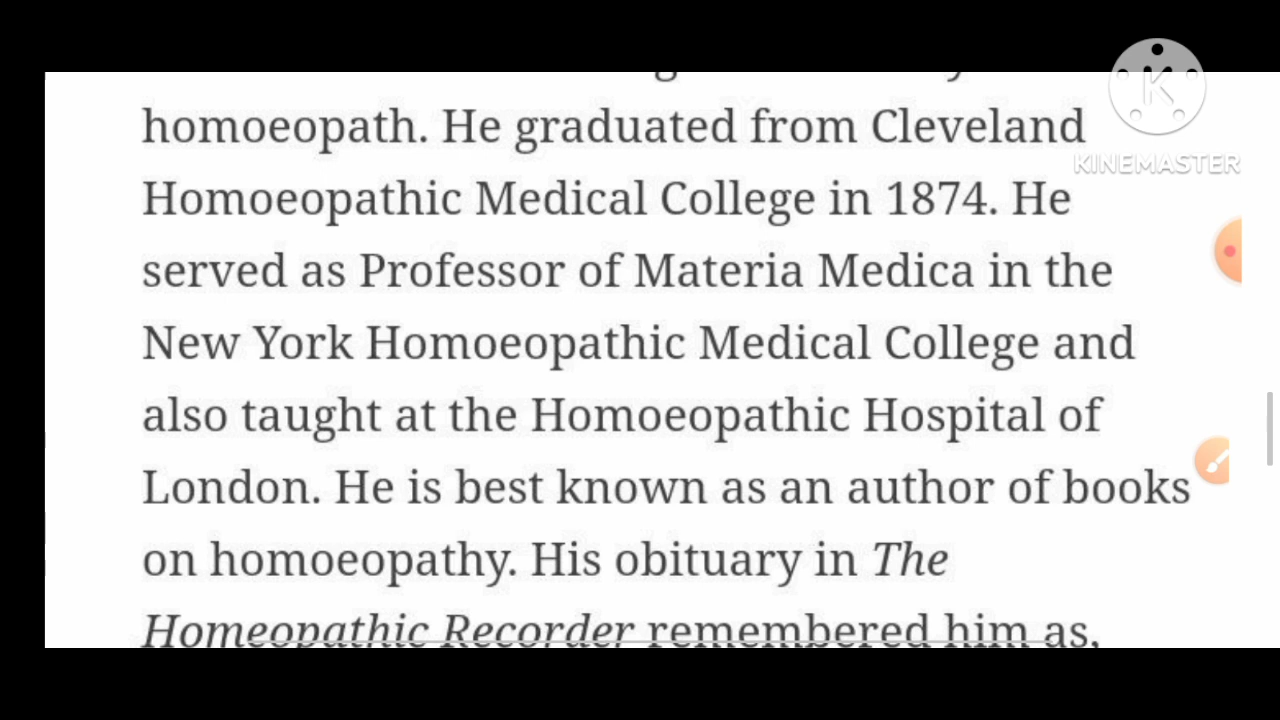 homoeopath. He graduated from Cleveland
Homoeopathic Medical College in 1874. He
served as Professor of Materia Medica in the
New York Homoeopathic Medical College and
also taught at the Homoeopathic Hospital of
London. He is best known as an author of books
on homoeopathy. His obituary in The
Homeopathic Recorder remembered him as,
K
KINEMASTER